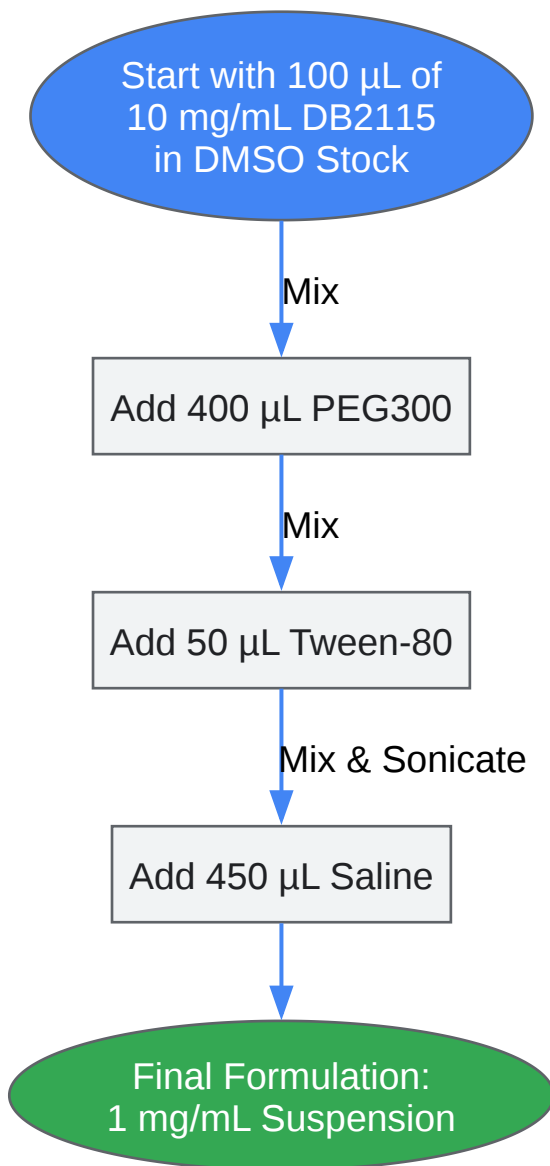 Start with 100 µL of
10 mg/mL DB2115
in DMSO Stock
Mix
Add 400 µL PEG300
Mix
Add 50 µL Tween-80
Mix & Sonicate
Add 450 µL Saline
Final Formulation:
1 mg/mL Suspension